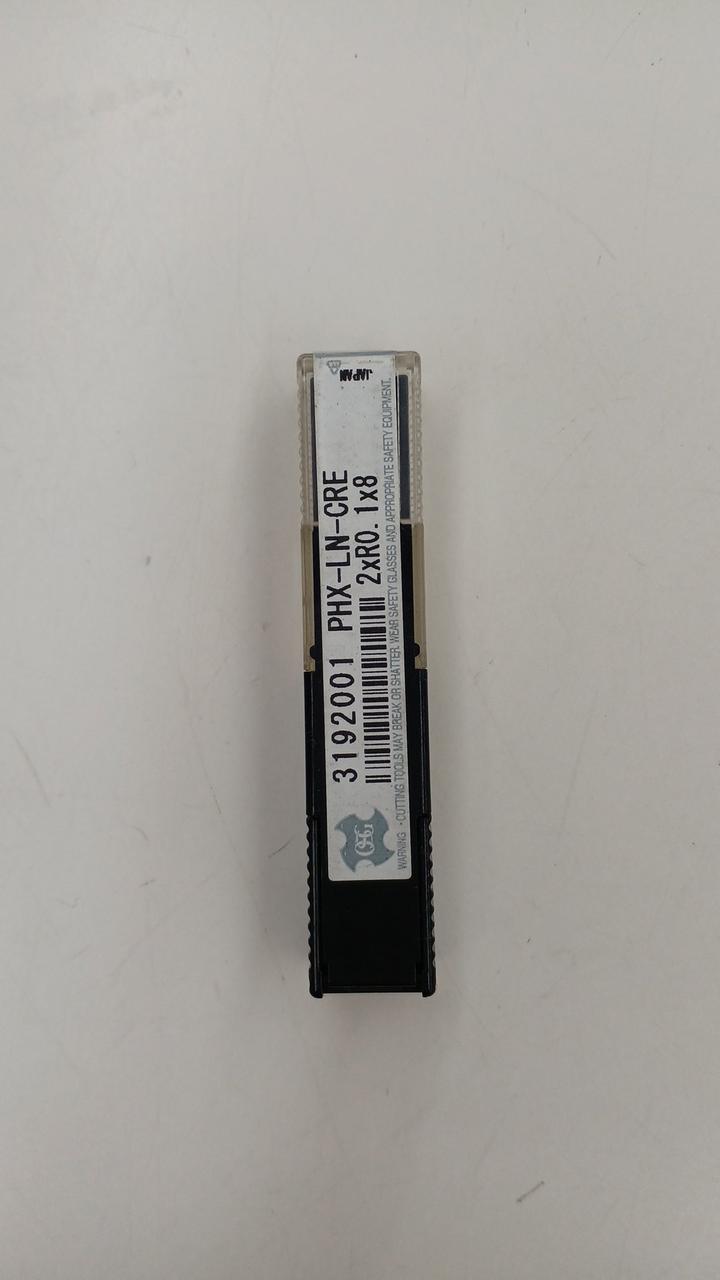 3192001 PHX-LN-CRE
2xR0.1x8
WARNING ・CUTTING TOOLS MAY BREAK OR SHATTER. WEAR SAFETY GLASSES AND APPROPRIATE SAFETY EQUIPMENT.
OSG
JAPAN